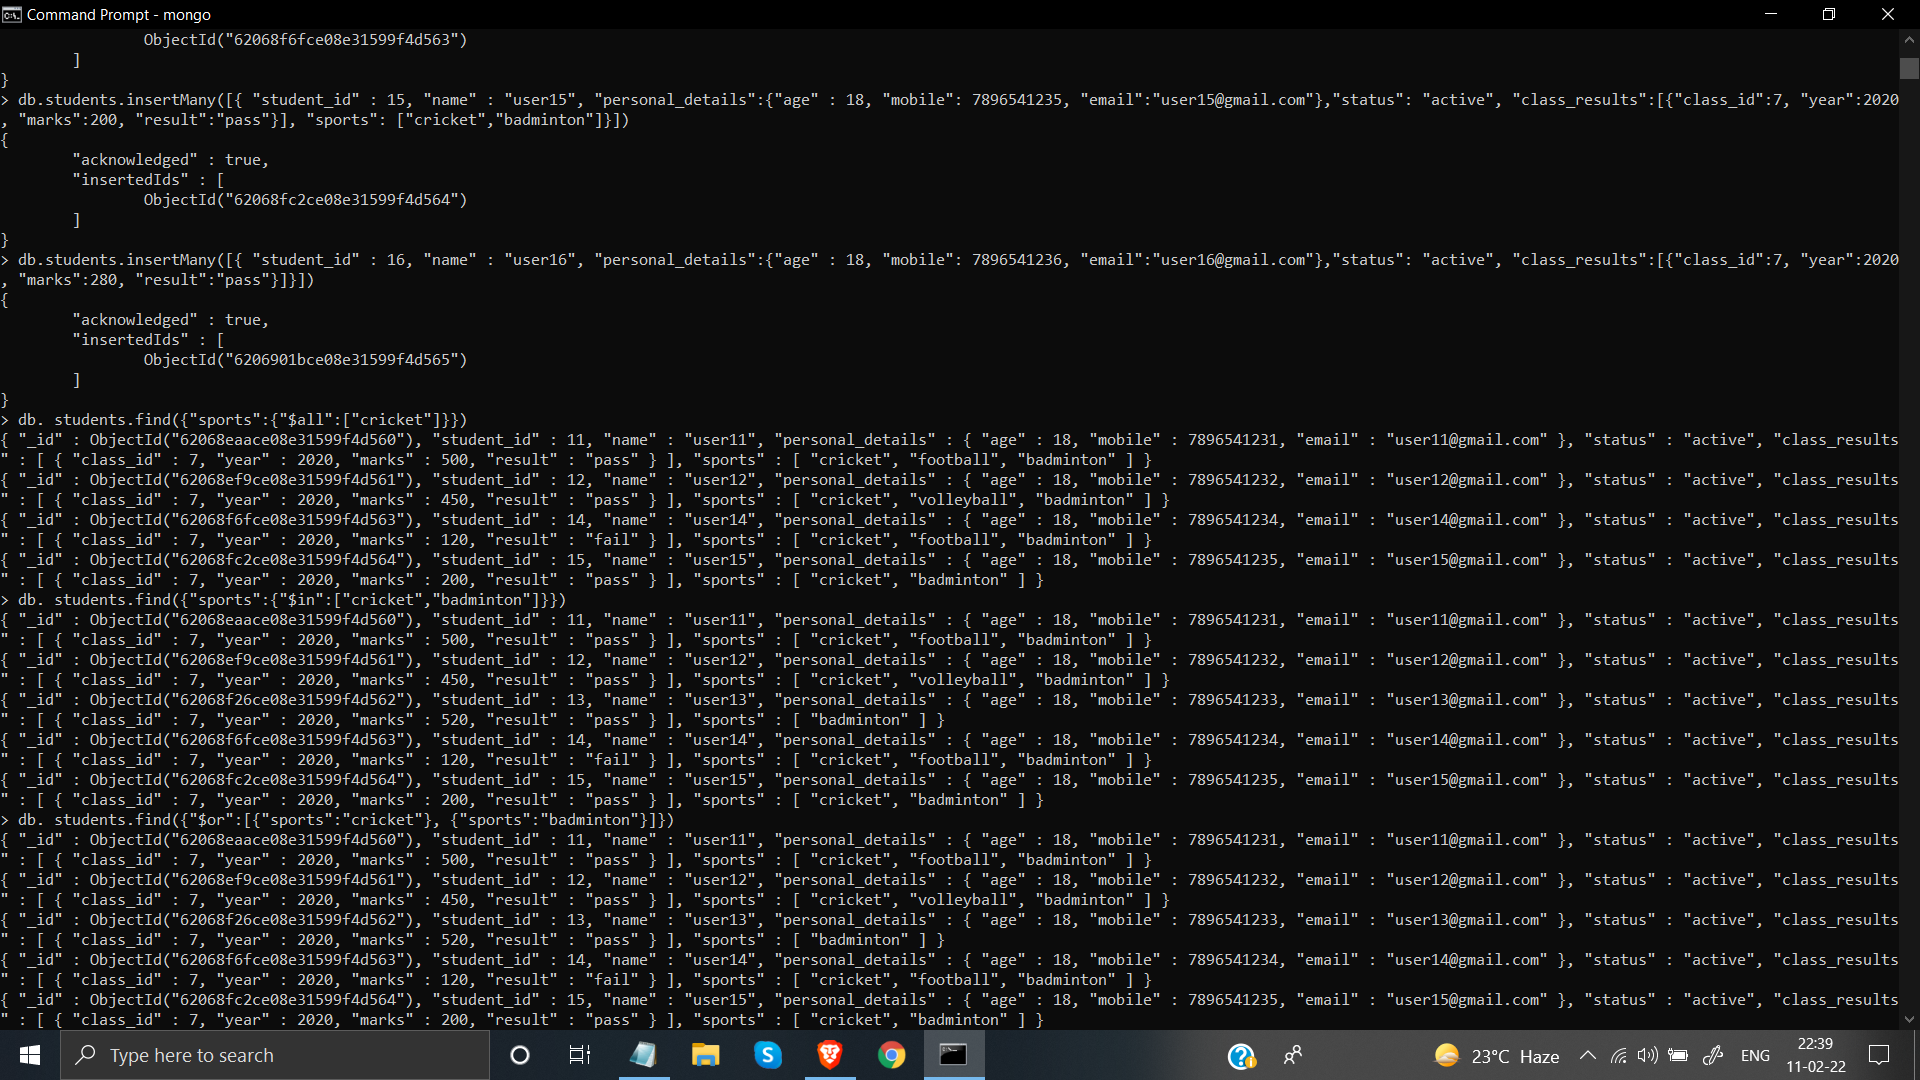 Command Prompt - mongo
ObjectId("62068f6fce08e31599f4d563")
]
}
> db.students.insertMany([{ "student_id" : 15, "name" : "user15", "personal_details":{"age" : 18, "mobile": 7896541235, "email":"user15@gmail.com"},"status": "active", "class_results":[{"class_id":7, "year":2020
, "marks":200, "result":"pass"}], "sports": ["cricket","badminton"]}])
{
"acknowledged" : true,
"insertedIds" : [
ObjectId("62068fc2ce08e31599f4d564")
]
}
> db.students.insertMany([{ "student_id" : 16, "name" : "user16", "personal_details":{"age" : 18, "mobile": 7896541236, "email":"user16@gmail.com"},"status": "active", "class_results":[{"class_id":7, "year":2020
, "marks":280, "result":"pass"}]}])
{
"acknowledged" : true,
"insertedIds" : [
ObjectId("6206901bce08e31599f4d565")
]
}
> db. students.find({"sports":{"$all":["cricket"]}})
{ "_id" : ObjectId("62068eaace08e31599f4d560"), "student_id" : 11, "name" : "user11", "personal_details" : { "age" : 18, "mobile" : 7896541231, "email" : "user11@gmail.com" }, "status" : "active", "class_results
" : [ { "class_id" : 7, "year" : 2020, "marks" : 500, "result" : "pass" } ], "sports" : [ "cricket", "football", "badminton" ] }
{ "_id" : ObjectId("62068ef9ce08e31599f4d561"), "student_id" : 12, "name" : "user12", "personal_details" : { "age" : 18, "mobile" : 7896541232, "email" : "user12@gmail.com" }, "status" : "active", "class_results
" : [ { "class_id" : 7, "year" : 2020, "marks" : 450, "result" : "pass" } ], "sports" : [ "cricket", "volleyball", "badminton" ] }
{ "_id" : ObjectId("62068f6fce08e31599f4d563"), "student_id" : 14, "name" : "user14", "personal_details" : { "age" : 18, "mobile" : 7896541234, "email" : "user14@gmail.com" }, "status" : "active", "class_results
" : [ { "class_id" : 7, "year" : 2020, "marks" : 120, "result" : "fail" } ], "sports" : [ "cricket", "football", "badminton" ] }
{ "_id" : ObjectId("62068fc2ce08e31599f4d564"), "student_id" : 15, "name" : "user15", "personal_details" : { "age" : 18, "mobile" : 7896541235, "email" : "user15@gmail.com" }, "status" : "active", "class_results
" : [ { "class_id" : 7, "year" : 2020, "marks" : 200, "result" : "pass" } ], "sports" : [ "cricket", "badminton" ] }
> db. students.find({"sports":{"$in":["cricket","badminton"]}})
{ "_id" : ObjectId("62068eaace08e31599f4d560"), "student_id" : 11, "name" : "user11", "personal_details" : { "age" : 18, "mobile" : 7896541231, "email" : "user11@gmail.com" }, "status" : "active", "class_results
" : [ { "class_id" : 7, "year" : 2020, "marks" : 500, "result" : "pass" } ], "sports" : [ "cricket", "football", "badminton" ] }
{ "_id" : ObjectId("62068ef9ce08e31599f4d561"), "student_id" : 12, "name" : "user12", "personal_details" : { "age" : 18, "mobile" : 7896541232, "email" : "user12@gmail.com" }, "status" : "active", "class_results
" : [ { "class_id" : 7, "year" : 2020, "marks" : 450, "result" : "pass" } ], "sports" : [ "cricket", "volleyball", "badminton" ] }
{ "_id" : ObjectId("62068f26ce08e31599f4d562"), "student_id" : 13, "name" : "user13", "personal_details" : { "age" : 18, "mobile" : 7896541233, "email" : "user13@gmail.com" }, "status" : "active", "class_results
" : [ { "class_id" : 7, "year" : 2020, "marks" : 520, "result" : "pass" } ], "sports" : [ "badminton" ] }
{ "_id" : ObjectId("62068f6fce08e31599f4d563"), "student_id" : 14, "name" : "user14", "personal_details" : { "age" : 18, "mobile" : 7896541234, "email" : "user14@gmail.com" }, "status" : "active", "class_results
" : [ { "class_id" : 7, "year" : 2020, "marks" : 120, "result" : "fail" } ], "sports" : [ "cricket", "football", "badminton" ] }
{ "_id" : ObjectId("62068fc2ce08e31599f4d564"), "student_id" : 15, "name" : "user15", "personal_details" : { "age" : 18, "mobile" : 7896541235, "email" : "user15@gmail.com" }, "status" : "active", "class_results
" : [ { "class_id" : 7, "year" : 2020, "marks" : 200, "result" : "pass" } ], "sports" : [ "cricket", "badminton" ] }
> db. students.find({"$or":[{"sports":"cricket"}, {"sports":"badminton"}]})
{ "_id" : ObjectId("62068eaace08e31599f4d560"), "student_id" : 11, "name" : "user11", "personal_details" : { "age" : 18, "mobile" : 7896541231, "email" : "user11@gmail.com" }, "status" : "active", "class_results
" : [ { "class_id" : 7, "year" : 2020, "marks" : 500, "result" : "pass" } ], "sports" : [ "cricket", "football", "badminton" ] }
{ "_id" : ObjectId("62068ef9ce08e31599f4d561"), "student_id" : 12, "name" : "user12", "personal_details" : { "age" : 18, "mobile" : 7896541232, "email" : "user12@gmail.com" }, "status" : "active", "class_results
" : [ { "class_id" : 7, "year" : 2020, "marks" : 450, "result" : "pass" } ], "sports" : [ "cricket", "volleyball", "badminton" ] }
{ "_id" : ObjectId("62068f26ce08e31599f4d562"), "student_id" : 13, "name" : "user13", "personal_details" : { "age" : 18, "mobile" : 7896541233, "email" : "user13@gmail.com" }, "status" : "active", "class_results
" : [ { "class_id" : 7, "year" : 2020, "marks" : 520, "result" : "pass" } ], "sports" : [ "badminton" ] }
{ "_id" : ObjectId("62068f6fce08e31599f4d563"), "student_id" : 14, "name" : "user14", "personal_details" : { "age" : 18, "mobile" : 7896541234, "email" : "user14@gmail.com" }, "status" : "active", "class_results
" : [ { "class_id" : 7, "year" : 2020, "marks" : 120, "result" : "fail" } ], "sports" : [ "cricket", "football", "badminton" ] }
{ "_id" : ObjectId("62068fc2ce08e31599f4d564"), "student_id" : 15, "name" : "user15", "personal_details" : { "age" : 18, "mobile" : 7896541235, "email" : "user15@gmail.com" }, "status" : "active", "class_results
" : [ { "class_id" : 7, "year" : 2020, "marks" : 200, "result" : "pass" } ], "sports" : [ "cricket", "badminton" ] }
Type here to search
23°C Haze
ENG
22:39
11-02-22